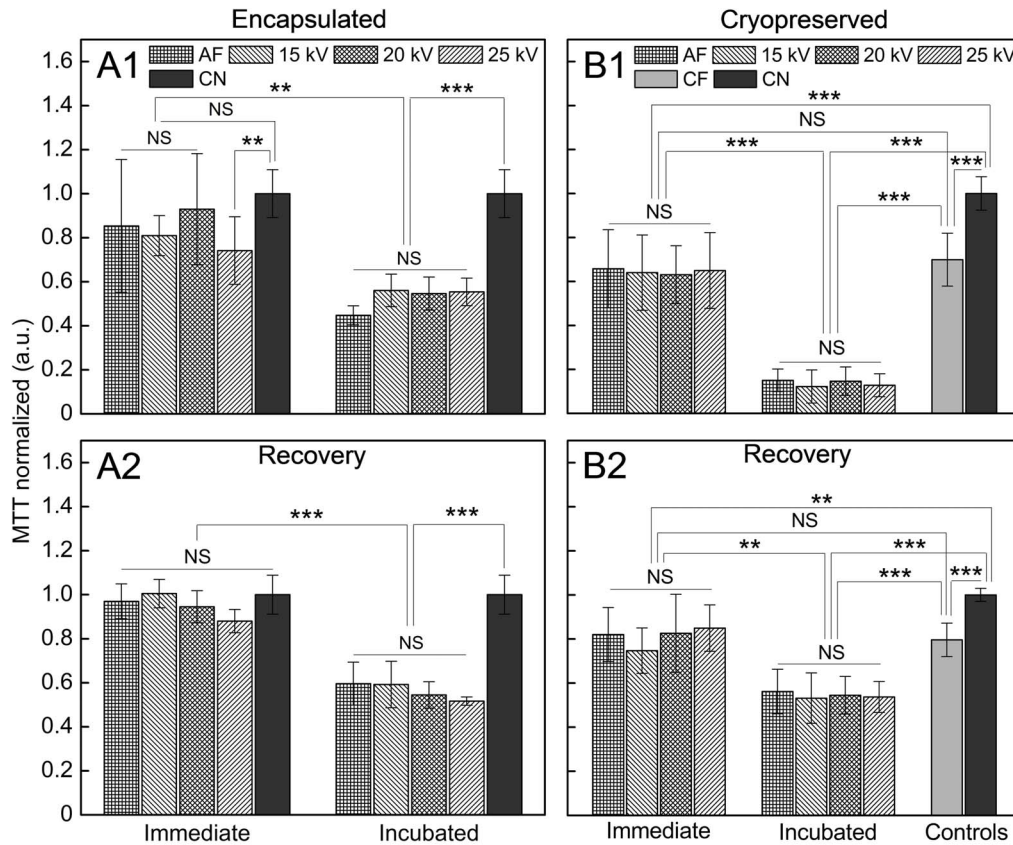 Encapsulated
Cryopreserved
MTT normalized (a.u.)
A1
AF 15 kV 20 kV 25 kV
CN
** ***
NS
NS **
NS
1.6
1.4
1.2
1.0
0.8
0.6
0.4
0.2
0
B1
AF 15 kV 20 kV 25 kV
CF CN
***
NS
*** *** ***
***
NS
NS
A2
Recovery
*** ***
NS
NS
1.6
1.4
1.2
1.0
0.8
0.6
0.4
0.2
0
Immediate Incubated
B2
Recovery
**
NS
** *** ***
***
NS
NS
Immediate Incubated Controls